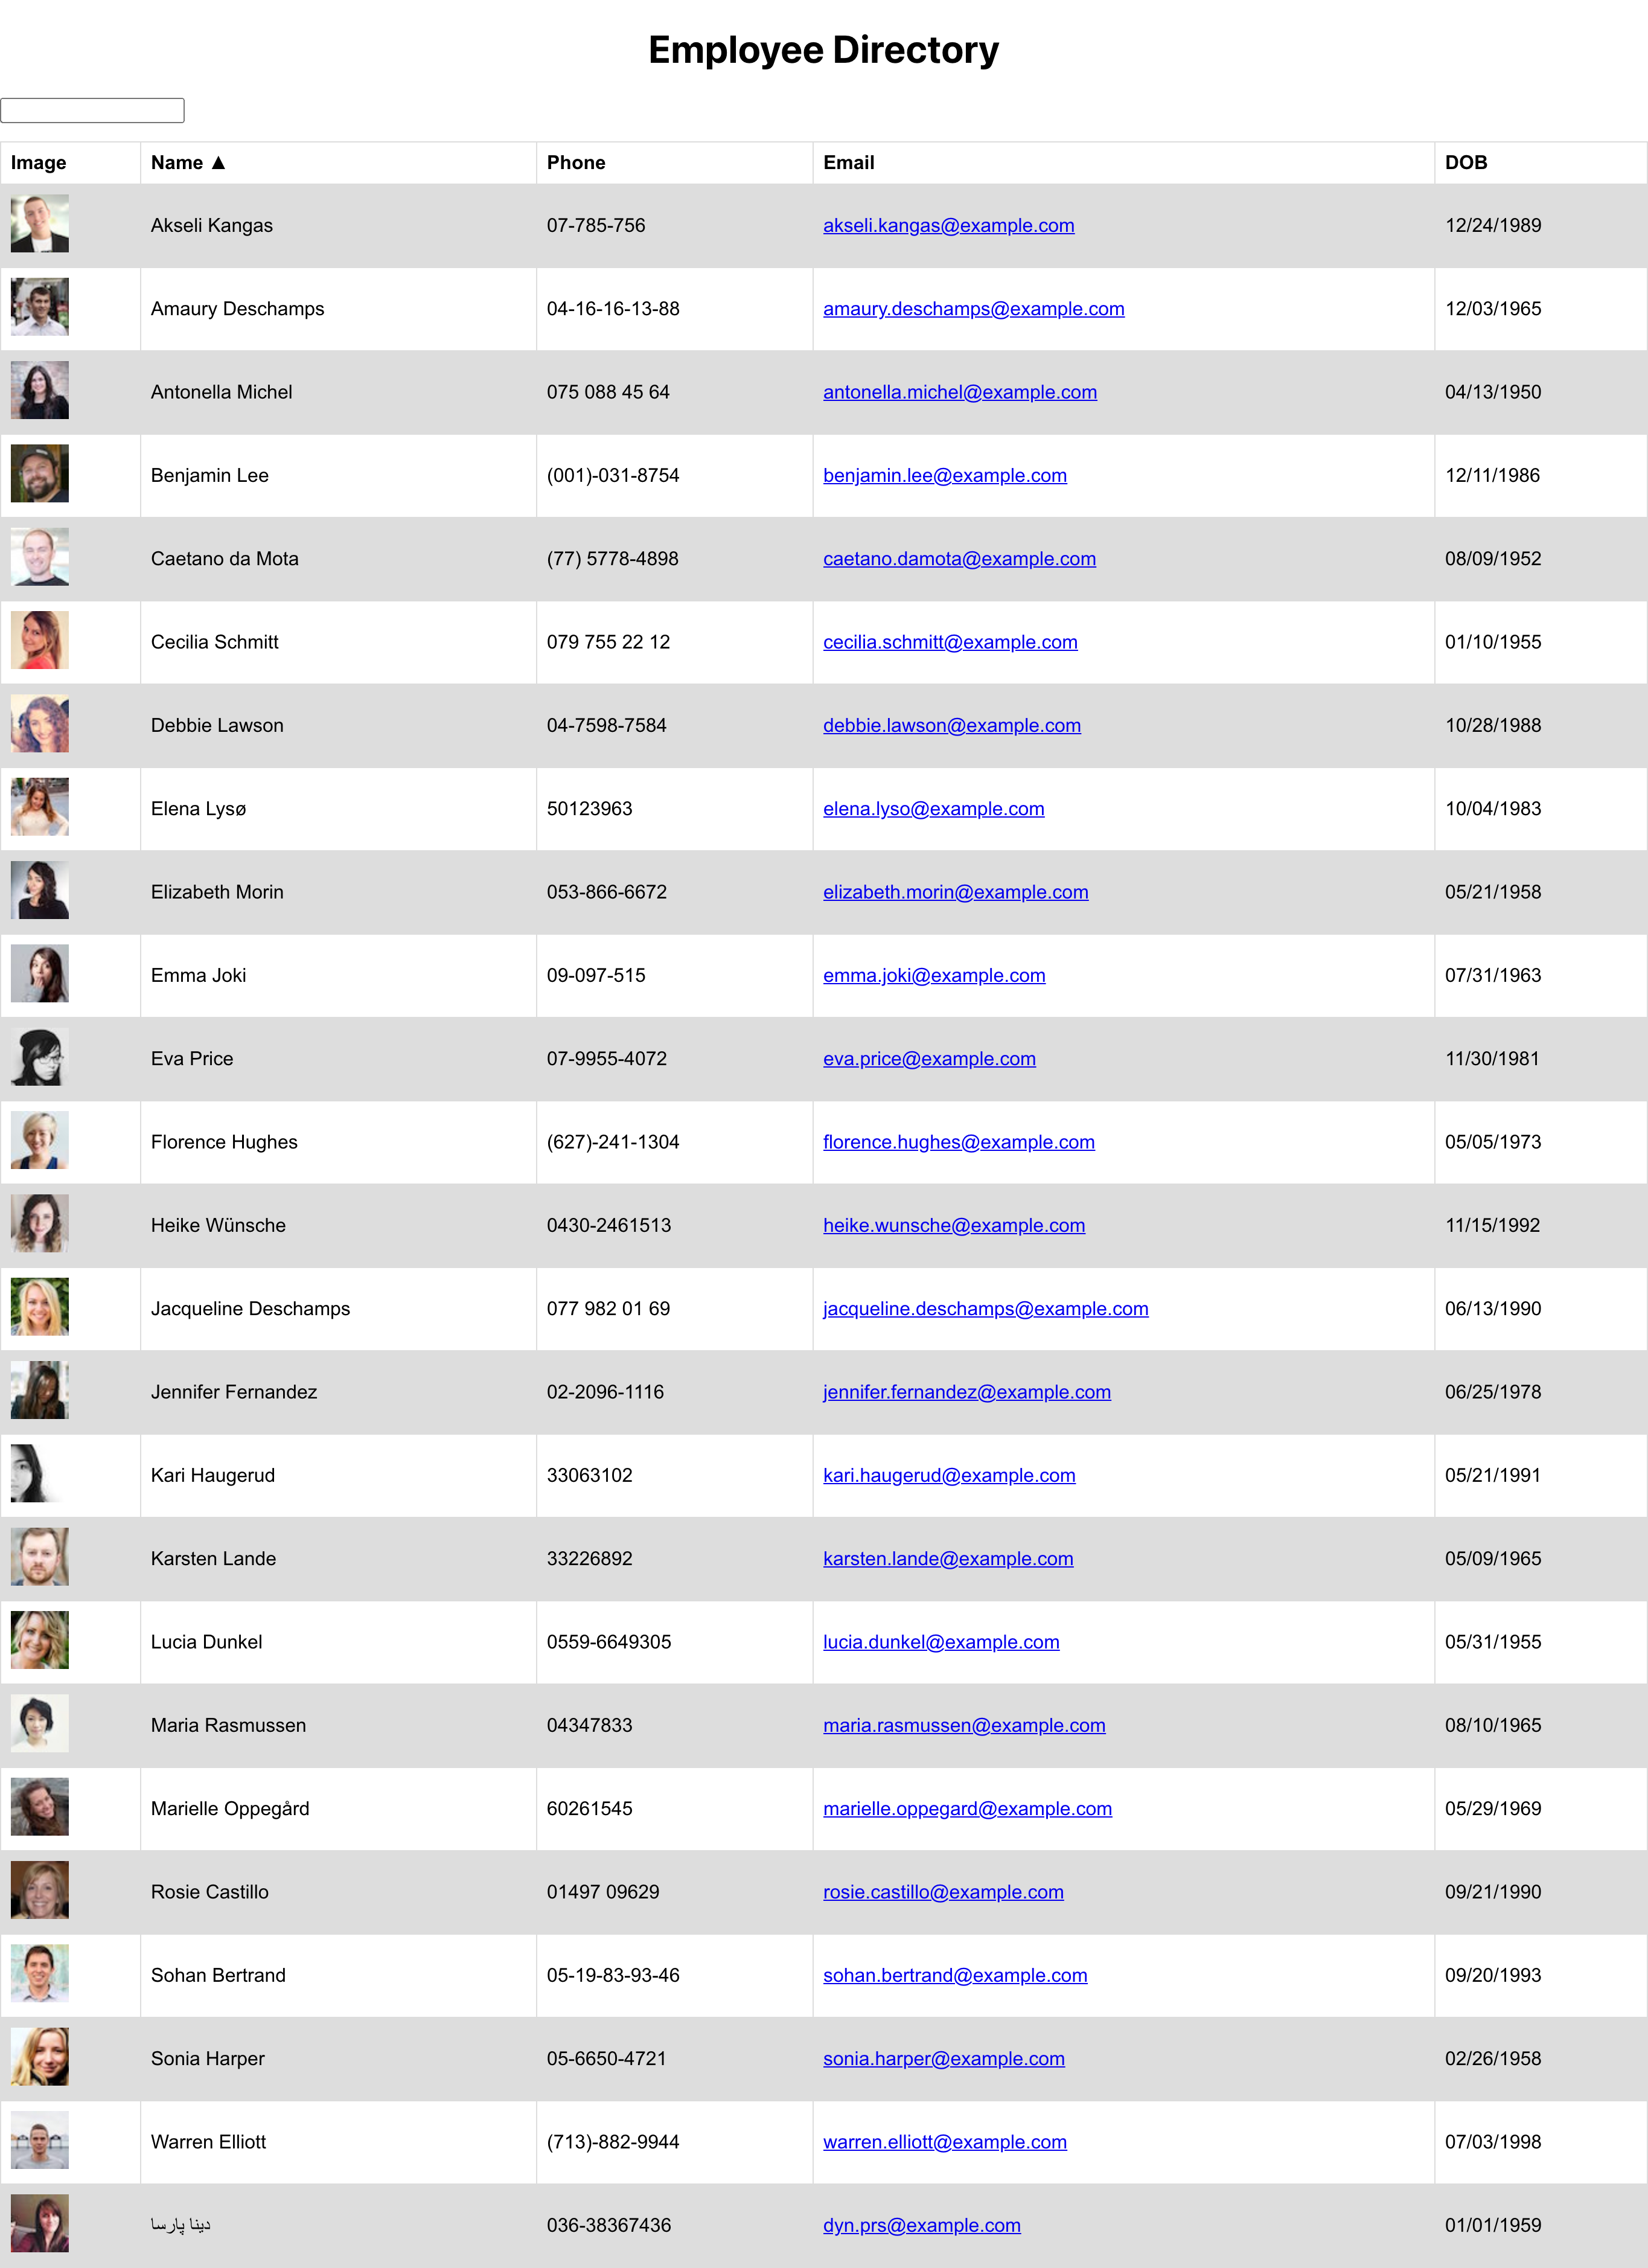 Employee Directory
Image Name ▲ Phone Email DOB
Akseli Kangas 07-785-756 akseli.kangas@example.com 12/24/1989
Amaury Deschamps 04-16-16-13-88 amaury.deschamps@example.com 12/03/1965
Antonella Michel 075 088 45 64 antonella.michel@example.com 04/13/1950
Benjamin Lee (001)-031-8754 benjamin.lee@example.com 12/11/1986
Caetano da Mota (77) 5778-4898 caetano.damota@example.com 08/09/1952
Cecilia Schmitt 079 755 22 12 cecilia.schmitt@example.com 01/10/1955
Debbie Lawson 04-7598-7584 debbie.lawson@example.com 10/28/1988
Elena Lysø 50123963 elena.lyso@example.com 10/04/1983
Elizabeth Morin 053-866-6672 elizabeth.morin@example.com 05/21/1958
Emma Joki 09-097-515 emma.joki@example.com 07/31/1963
Eva Price 07-9955-4072 eva.price@example.com 11/30/1981
Florence Hughes (627)-241-1304 florence.hughes@example.com 05/05/1973
Heike Wünsche 0430-2461513 heike.wunsche@example.com 11/15/1992
Jacqueline Deschamps 077 982 01 69 jacqueline.deschamps@example.com 06/13/1990
Jennifer Fernandez 02-2096-1116 jennifer.fernandez@example.com 06/25/1978
Kari Haugerud 33063102 kari.haugerud@example.com 05/21/1991
Karsten Lande 33226892 karsten.lande@example.com 05/09/1965
Lucia Dunkel 0559-6649305 lucia.dunkel@example.com 05/31/1955
Maria Rasmussen 04347833 maria.rasmussen@example.com 08/10/1965
Marielle Oppegård 60261545 marielle.oppegard@example.com 05/29/1969
Rosie Castillo 01497 09629 rosie.castillo@example.com 09/21/1990
Sohan Bertrand 05-19-83-93-46 sohan.bertrand@example.com 09/20/1993
Sonia Harper 05-6650-4721 sonia.harper@example.com 02/26/1958
Warren Elliott (713)-882-9944 warren.elliott@example.com 07/03/1998
دینا پارسا 036-38367436 dyn.prs@example.com 01/01/1959